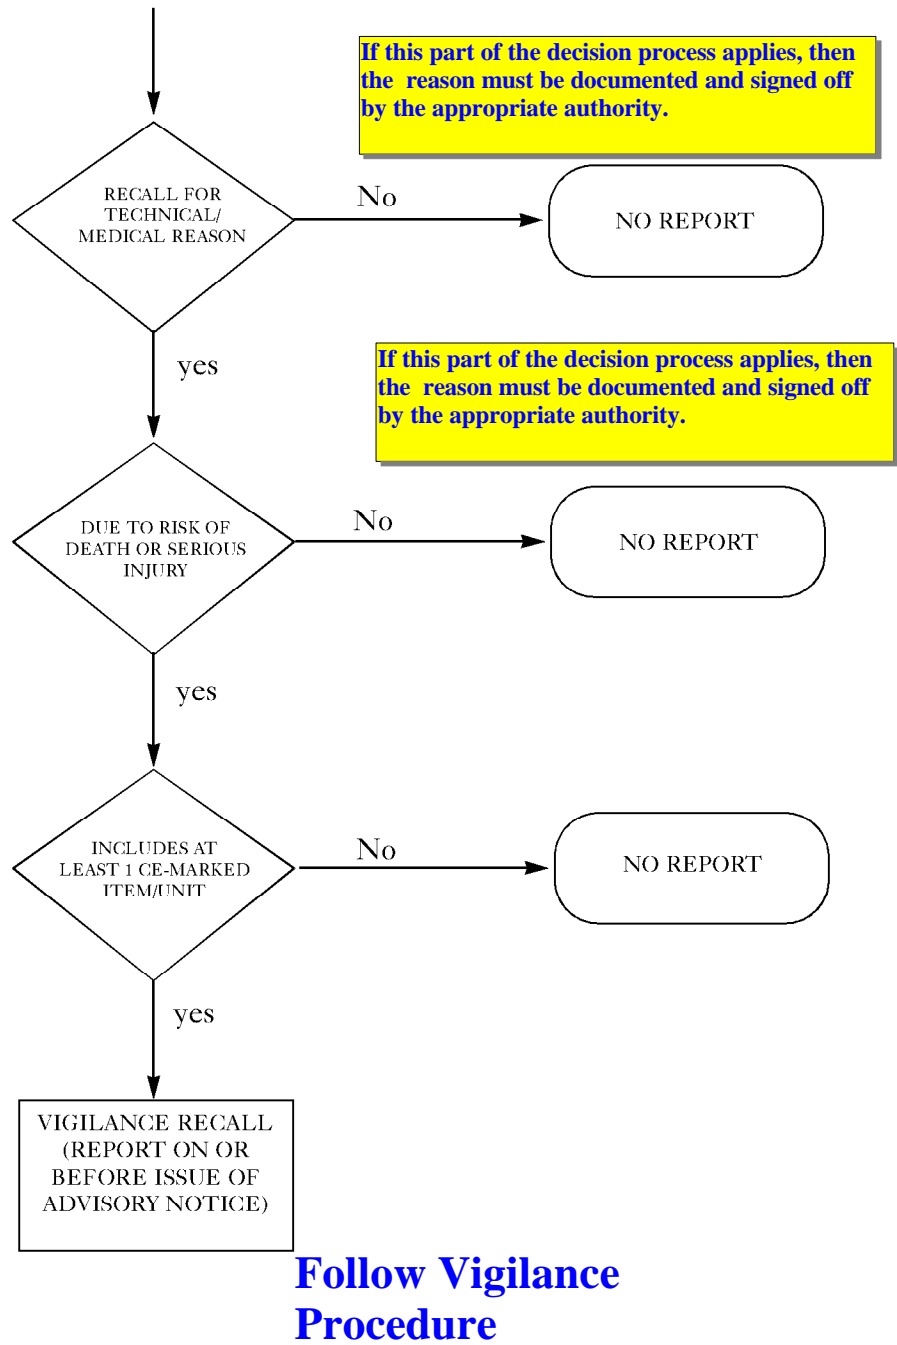 If this part of the decision process applies, then
the  reason must be documented and signed off
by the appropriate authority.
RECALL FOR
TECHNICAL/
MEDICAL REASON
No
NO REPORT
yes
If this part of the decision process applies, then
the  reason must be documented and signed off
by the appropriate authority.
DUE TO RISK OF
DEATH OR SERIOUS
INJURY
No
NO REPORT
yes
INCLUDES AT
LEAST 1 CE-MARKED
ITEM/UNIT
No
NO REPORT
yes
VIGILANCE RECALL
(REPORT ON OR
BEFORE ISSUE OF
ADVISORY NOTICE)
Follow Vigilance
Procedure